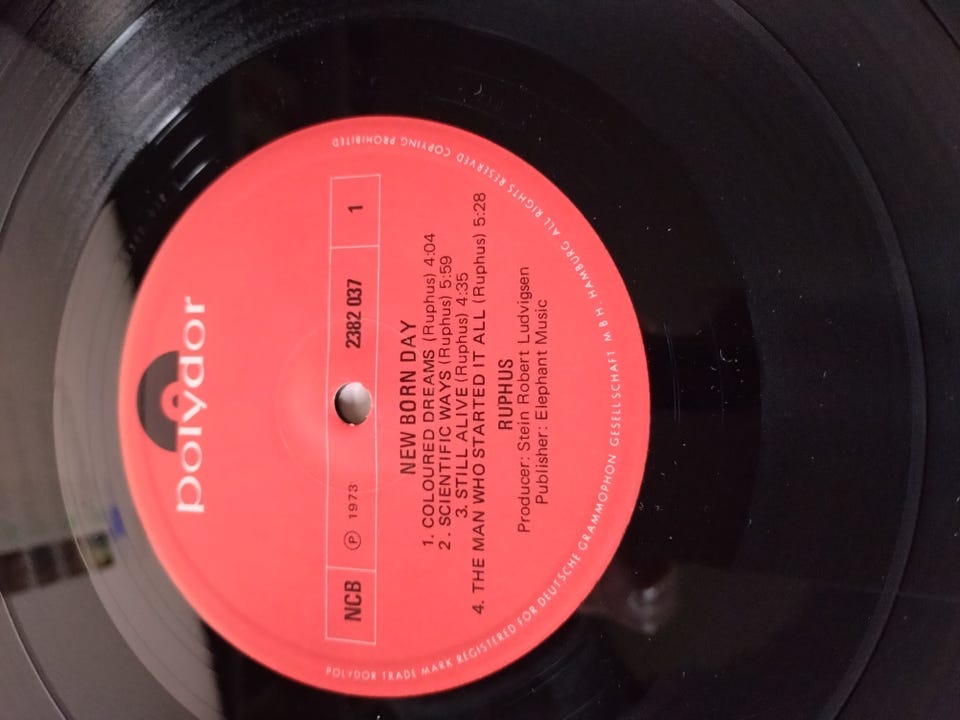 polydor
NCB ℗ 1973 2382 037 1
NEW BORN DAY
1. COLOURED DREAMS (Ruphus) 4:04
2. SCIENTIFIC WAYS (Ruphus) 5:59
3. STILL ALIVE (Ruphus) 4:35
4. THE MAN WHO STARTED IT ALL (Ruphus) 5:28
RUPHUS
Producer: Stein Robert Ludvigsen
Publisher: Elephant Music
POLYDOR TRADE MARK REGISTERED FOR DEUTSCHE GRAMMOPHON GESELLSCHAFT M B H. HAMBURG ALL RIGHTS RESERVED COPYING PROHIBITED